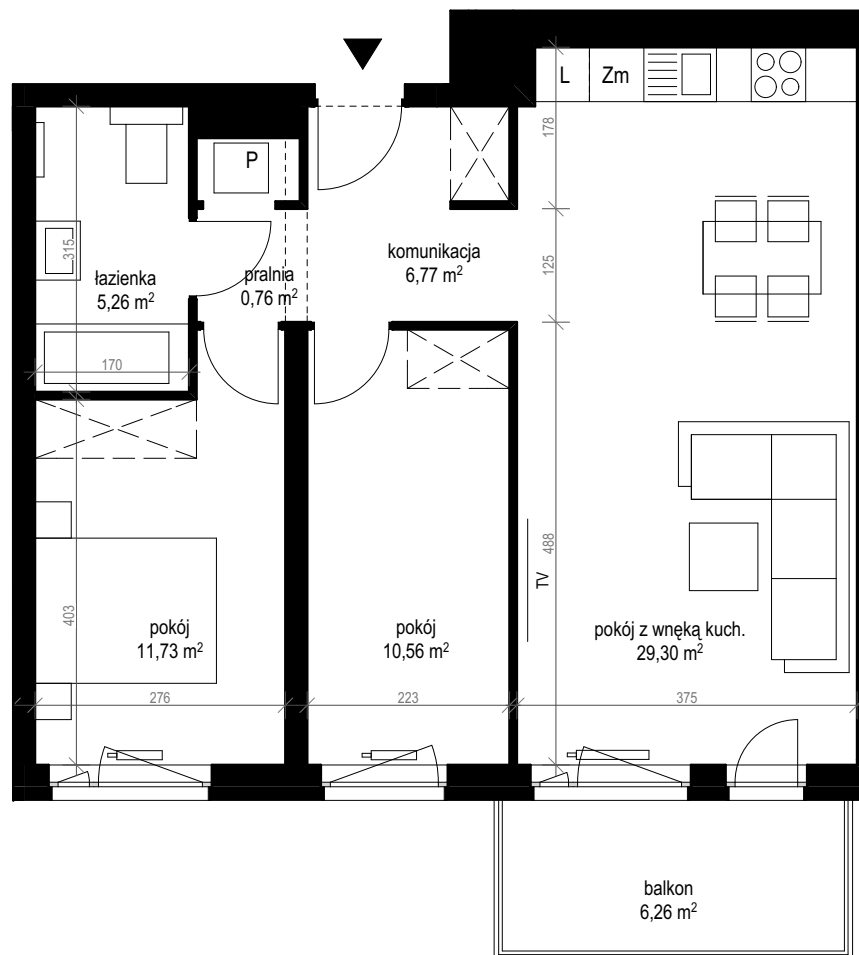 L
Zm
178
P
315
komunikacja
6,77 m²
125
łazienka
5,26 m²
pralnia
0,76 m²
170
488
TV
403
pokój
11,73 m²
pokój
10,56 m²
pokój z wnęką kuch.
29,30 m²
276
223
375
balkon
6,26 m²